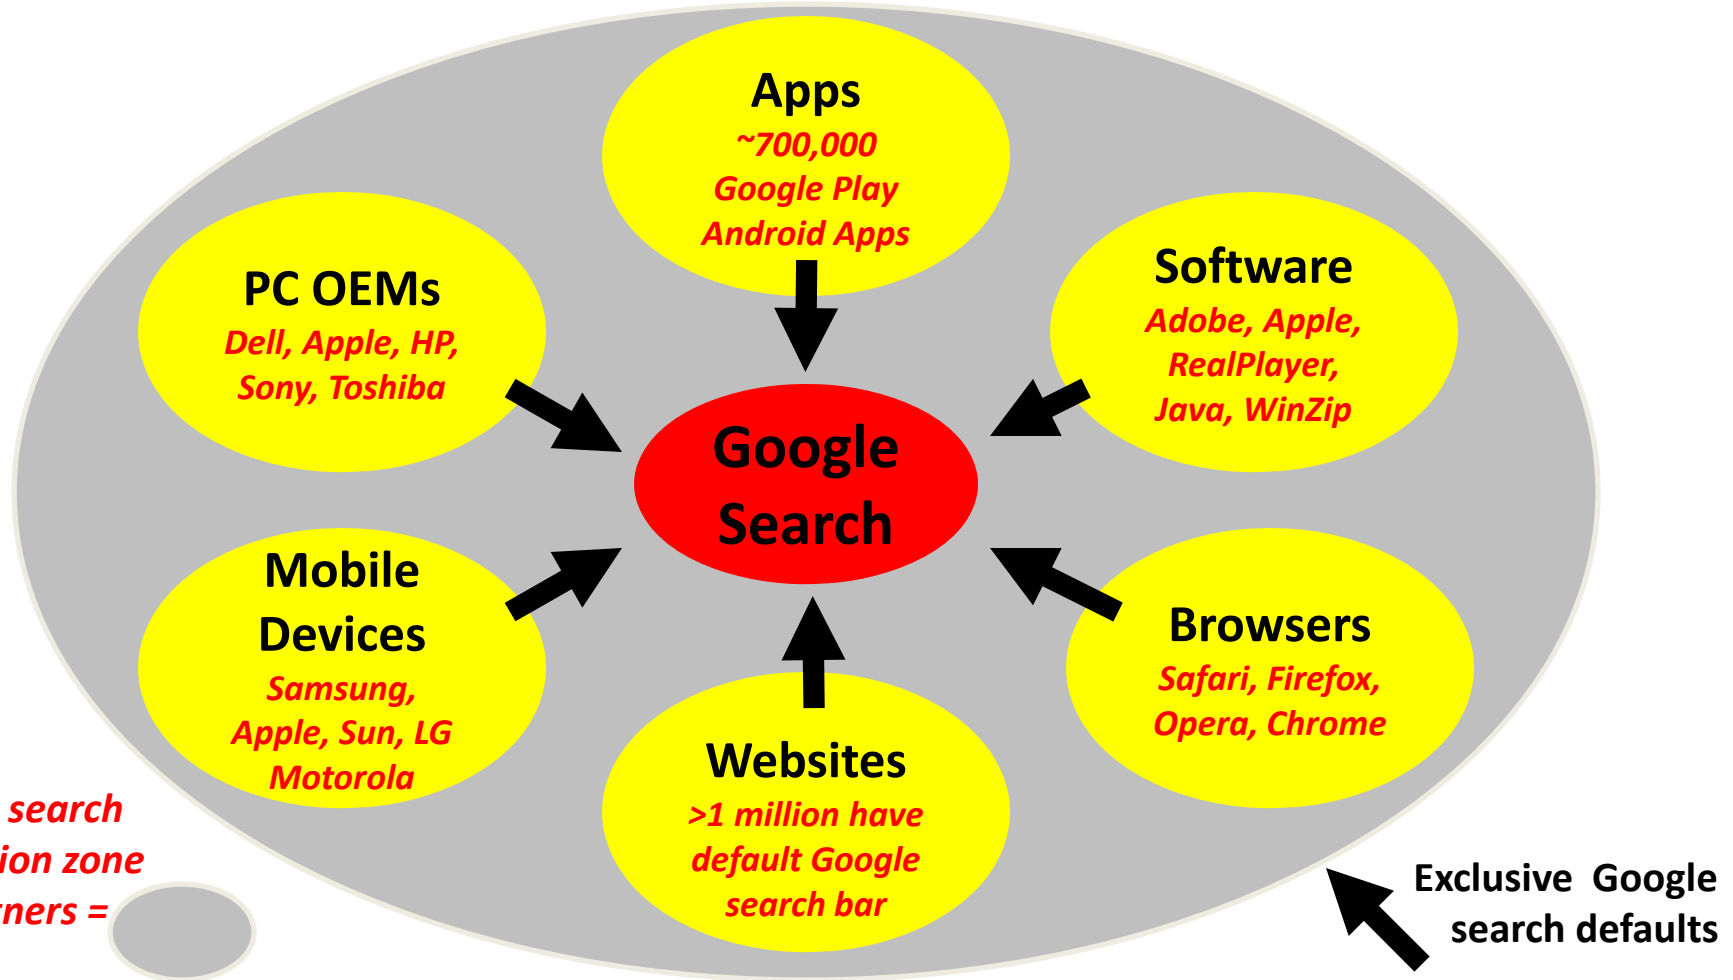 Apps
~700,000
Google Play
Android Apps
PC OEMs
Dell, Apple, HP,
Sony, Toshiba
Software
Adobe, Apple,
RealPlayer,
Java, WinZip
Google
Search
Mobile
Devices
Samsung,
Apple, Sun, LG
Motorola
Browsers
Safari, Firefox,
Opera, Chrome
Websites
>1 million have
default Google
search bar
search
zone
=
Exclusive Google
search defaults